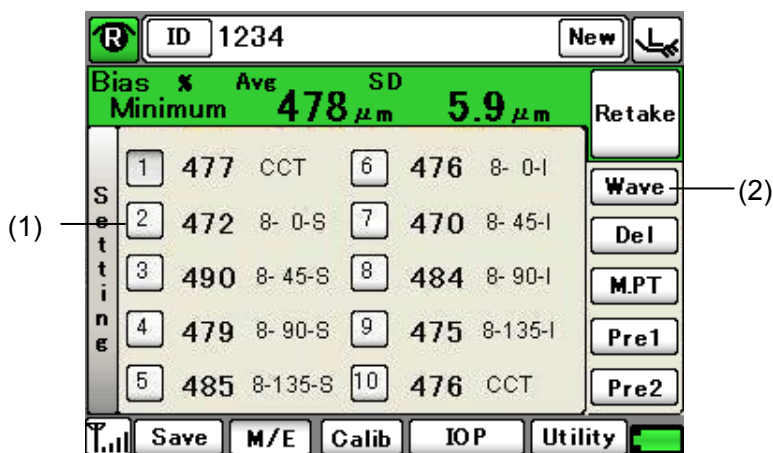 R ID 1234 New
Bias % Avg SD
Minimum 478 μm 5.9 μm Retake
Setting
1 477 CCT 6 476 8- 0-I
Wave (2)
(1) 2 472 8- 0-S 7 470 8- 45-I
Del
3 490 8- 45-S 8 484 8- 90-I
M.PT
4 479 8- 90-S 9 475 8-135-I
Pre1
5 485 8-135-S 10 476 CCT
Pre2
Save M/E Calib IOP Utility